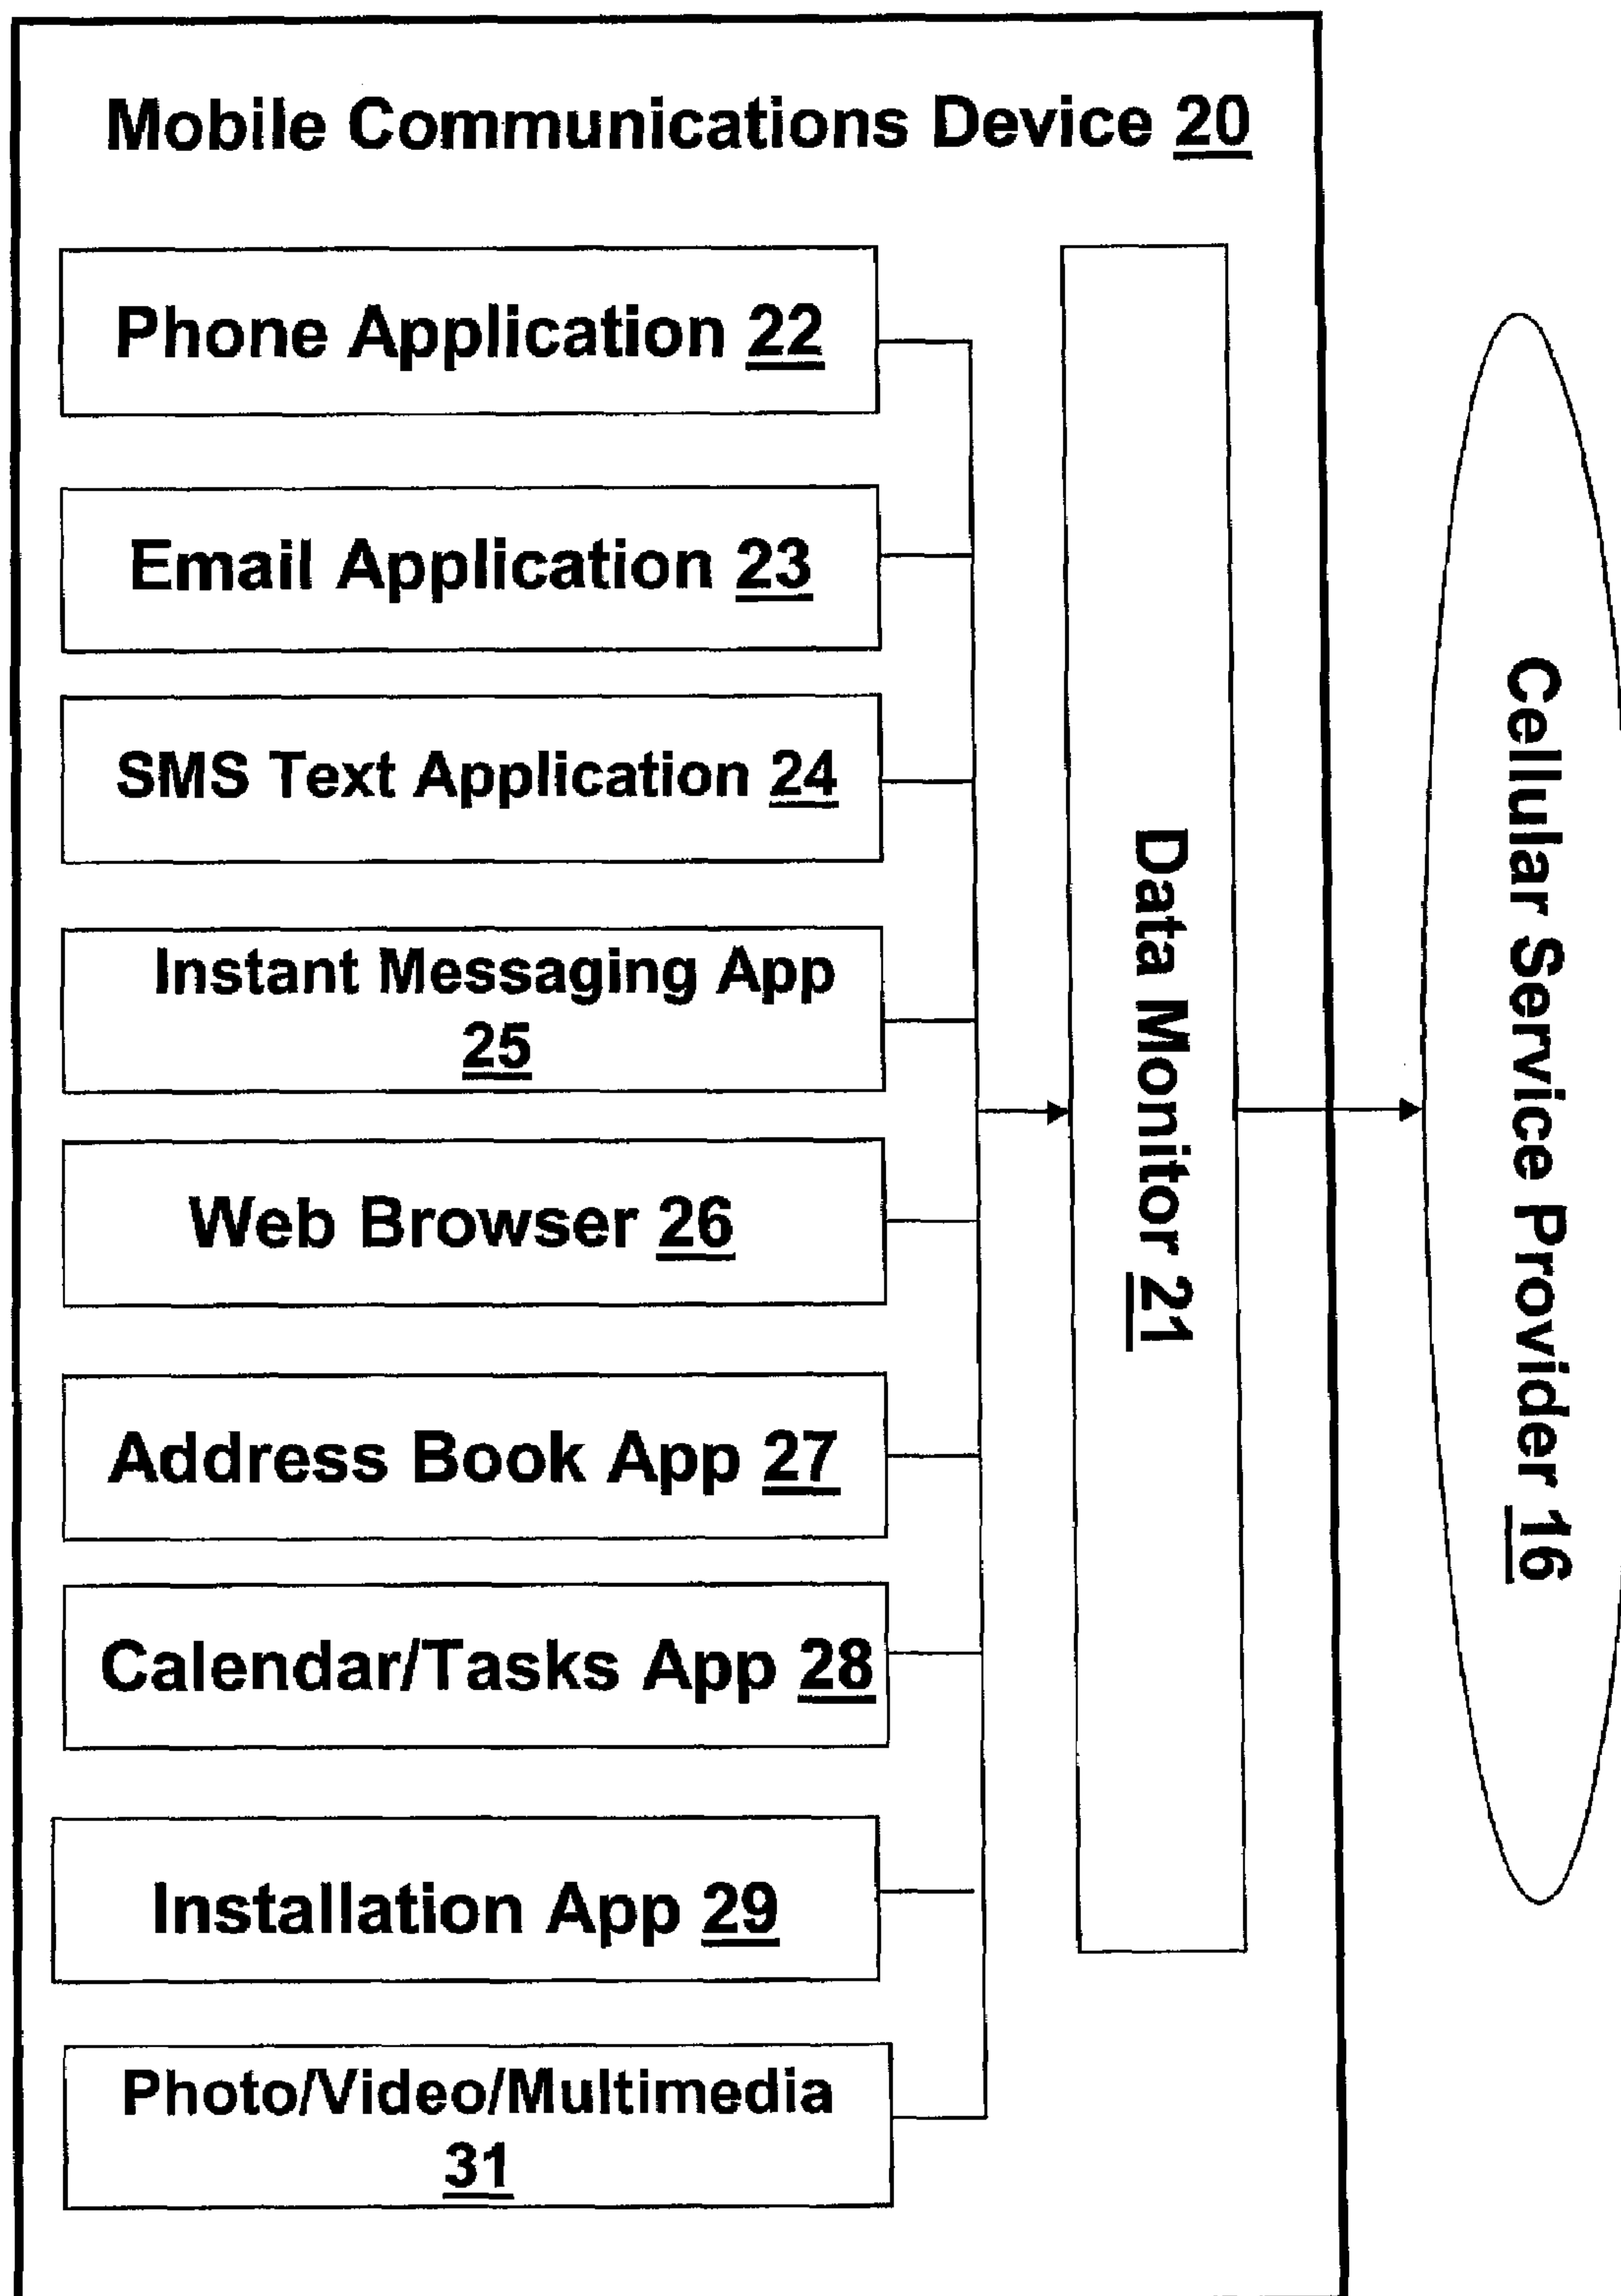 Mobile Communications Device 20
Phone Application 22
Email Application 23
SMS Text Application 24
Instant Messaging App
25
Web Browser 26
Address Book App 27
Calendar/Tasks App 28
Installation App 29
Photo/Video/Multimedia
31
Data Monitor 21
Cellular Service Provider 16